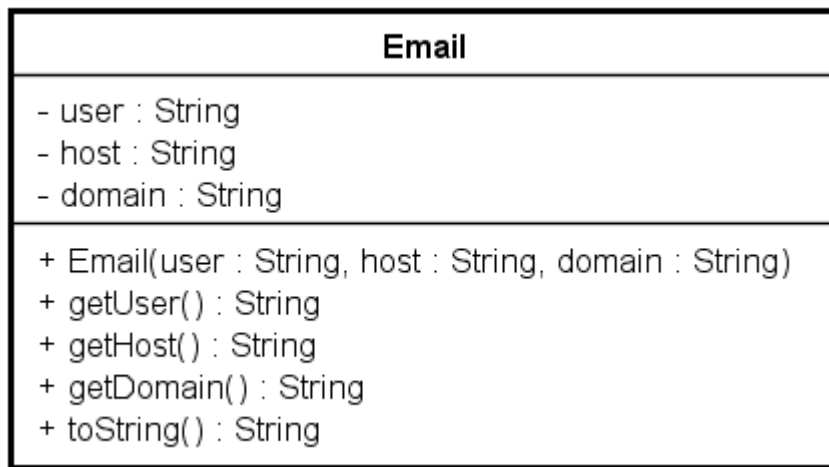 Email
- user : String
- host : String
- domain : String
+ Email(user : String, host : String, domain : String)
+ getUser() : String
+ getHost() : String
+ getDomain() : String
+ toString() : String